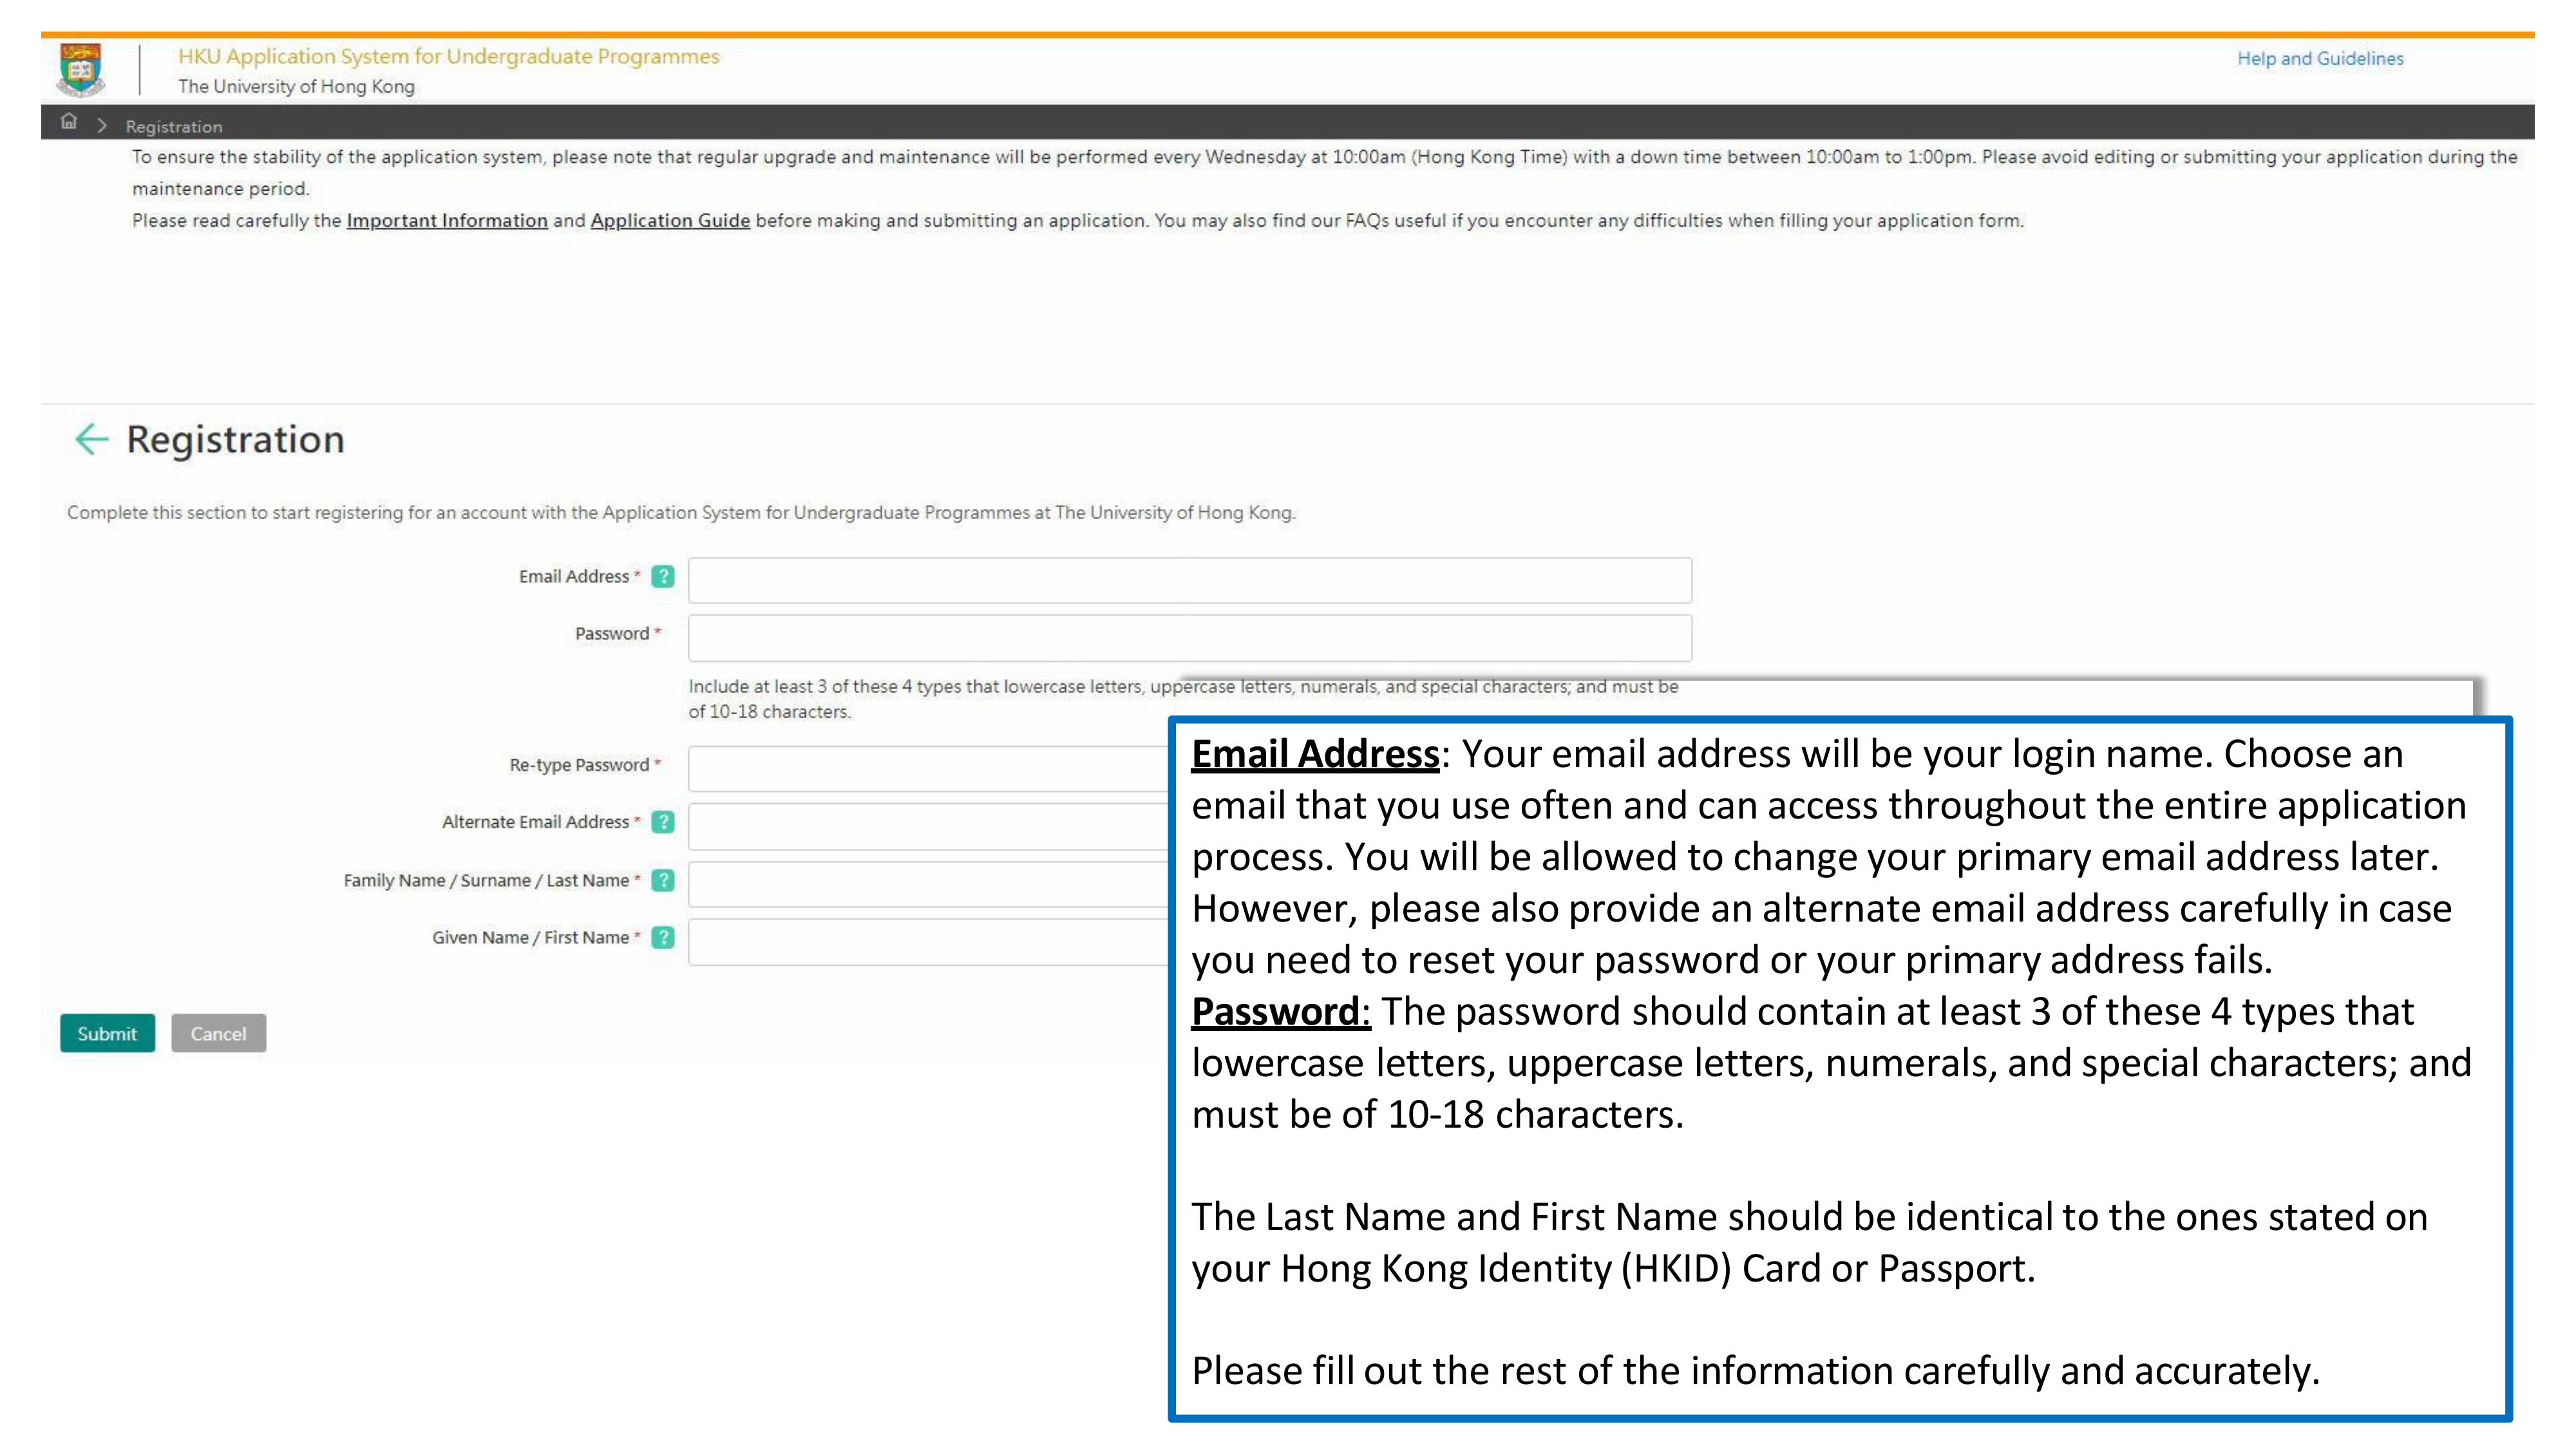 HKU Application System for Undergraduate Programmes
The University of Hong Kong
Help and Guidelines
Registration
To ensure the stability of the application system, please note that regular upgrade and maintenance will be performed every Wednesday at 10:00am (Hong Kong Time) with a down time between 10:00am to 1:00pm. Please avoid editing or submitting your application during the
maintenance period.
Please read carefully the Important Information and Application Guide before making and submitting an application. You may also find our FAQs useful if you encounter any difficulties when filling your application form.
Registration
Complete this section to start registering for an account with the Application System for Undergraduate Programmes at The University of Hong Kong.
Email Address * ?
Password *
Include at least 3 of these 4 types that lowercase letters, uppercase letters, numerals, and special characters; and must be
of 10-18 characters.
Re-type Password *
Alternate Email Address * ?
Family Name / Surname / Last Name * ?
Given Name / First Name * ?
Submit
Cancel
Email Address: Your email address will be your login name. Choose an
email that you use often and can access throughout the entire application
process. You will be allowed to change your primary email address later.
However, please also provide an alternate email address carefully in case
you need to reset your password or your primary address fails.
Password: The password should contain at least 3 of these 4 types that
lowercase letters, uppercase letters, numerals, and special characters; and
must be of 10-18 characters.
The Last Name and First Name should be identical to the ones stated on
your Hong Kong Identity (HKID) Card or Passport.
Please fill out the rest of the information carefully and accurately.